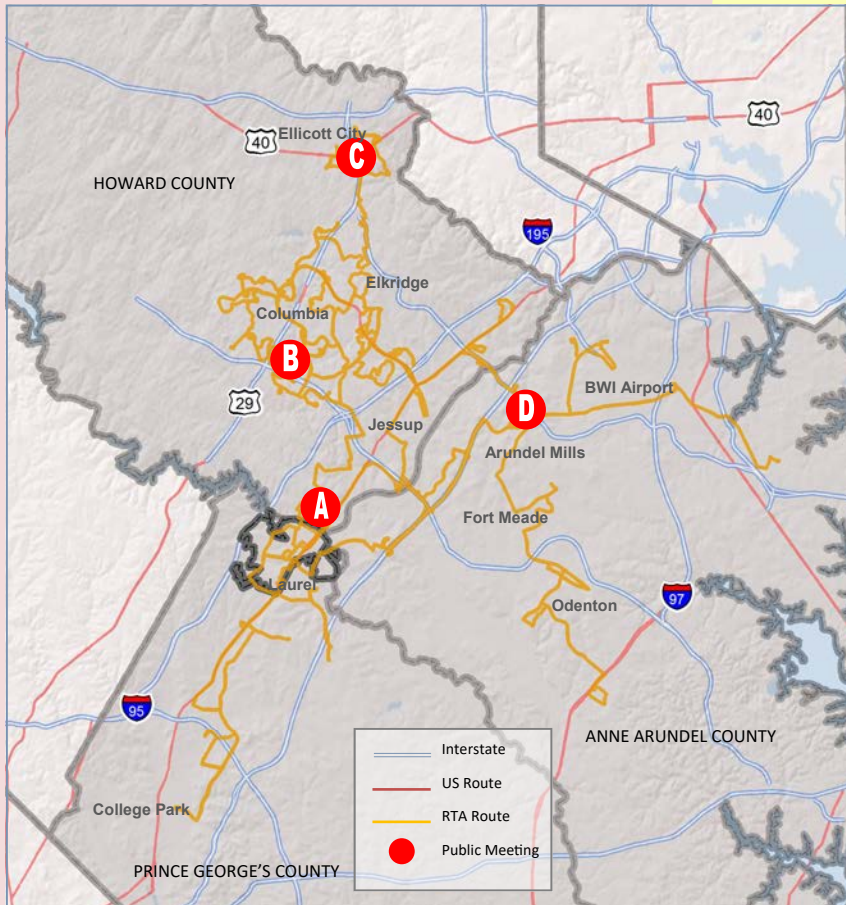 40
Ellicott City
40
C
HOWARD COUNTY
195
Elkridge
Columbia
B
BWI Airport
29
D
Jessup
Arundel Mills
A
Fort Meade
Laurel
97
Odenton
95
ANNE ARUNDEL COUNTY
Interstate
US Route
College Park
RTA Route
Public Meeting
PRINCE GEORGE'S COUNTY